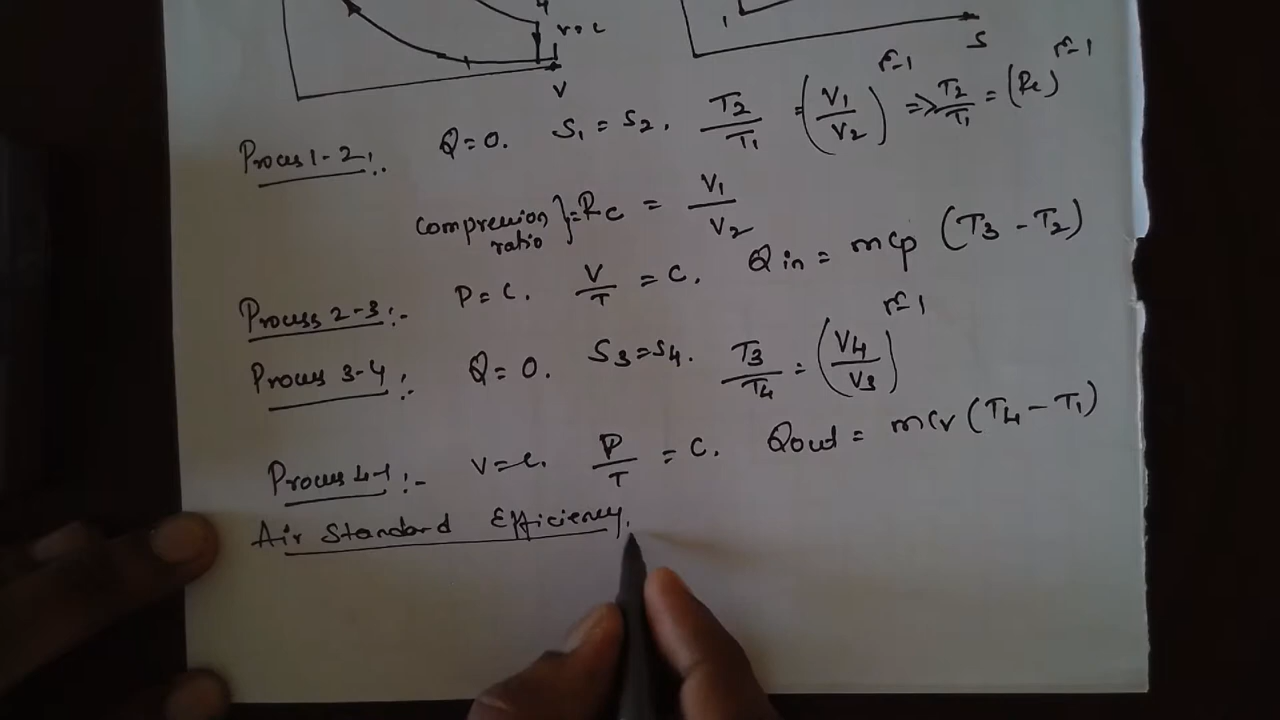 4
v=c
V
1
S
Process 1-2:- Q=0. S₁ = S₂. T₂/T₁ = (V₁/V₂)^γ-1 => T₂/T₁ = (Rc)^γ-1
compression ratio } = Rc = V₁/V₂
Process 2-3:- P=C. V/T = C. Qin = mcp (T₃ - T₂)
Process 3-4:- Q=0. S₃=S₄. T₃/T₄ = (V₄/V₃)^γ-1
Process 4-1:- V=C. P/T = C. Qout = mcv (T₄ - T₁)
Air Standard Efficiency.